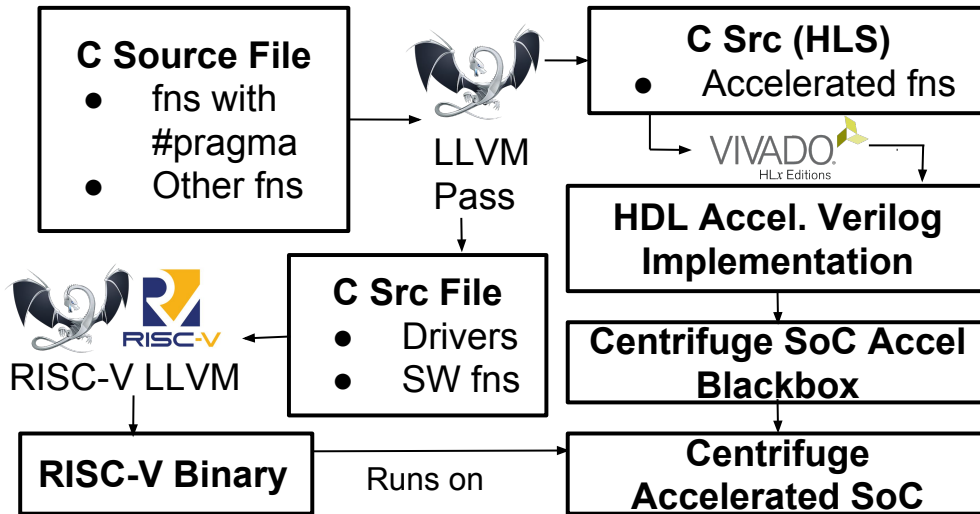 C Source File
● fns with
#pragma
● Other fns
LLVM
Pass
C Src (HLS)
● Accelerated fns
VIVADO.
HLx Editions
HDL Accel. Verilog
Implementation
C Src File
● Drivers
● SW fns
RISC-V
RISC-V LLVM
Centrifuge SoC Accel
Blackbox
RISC-V Binary
Runs on
Centrifuge
Accelerated SoC